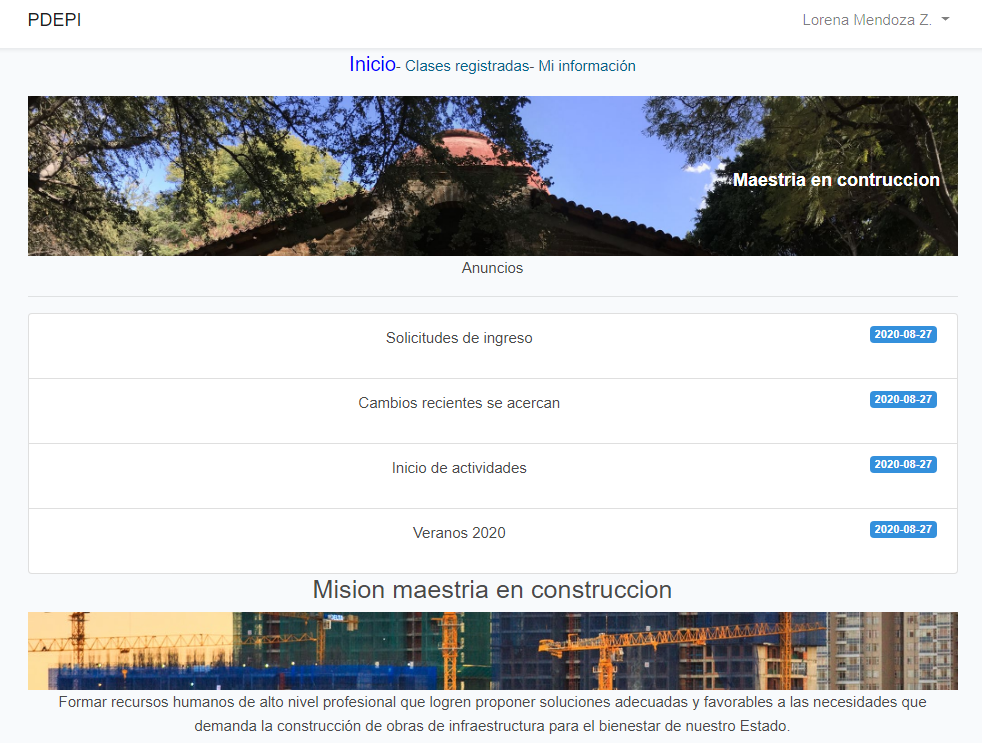 PDEPI
Lorena Mendoza Z.
Inicio- Clases registradas- Mi información
Maestria en contruccion
Anuncios
Solicitudes de ingreso
2020-08-27
Cambios recientes se acercan
2020-08-27
Inicio de actividades
2020-08-27
Veranos 2020
2020-08-27
Mision maestria en construccion
Formar recursos humanos de alto nivel profesional que logren proponer soluciones adecuadas y favorables a las necesidades que
demanda la construcción de obras de infraestructura para el bienestar de nuestro Estado.